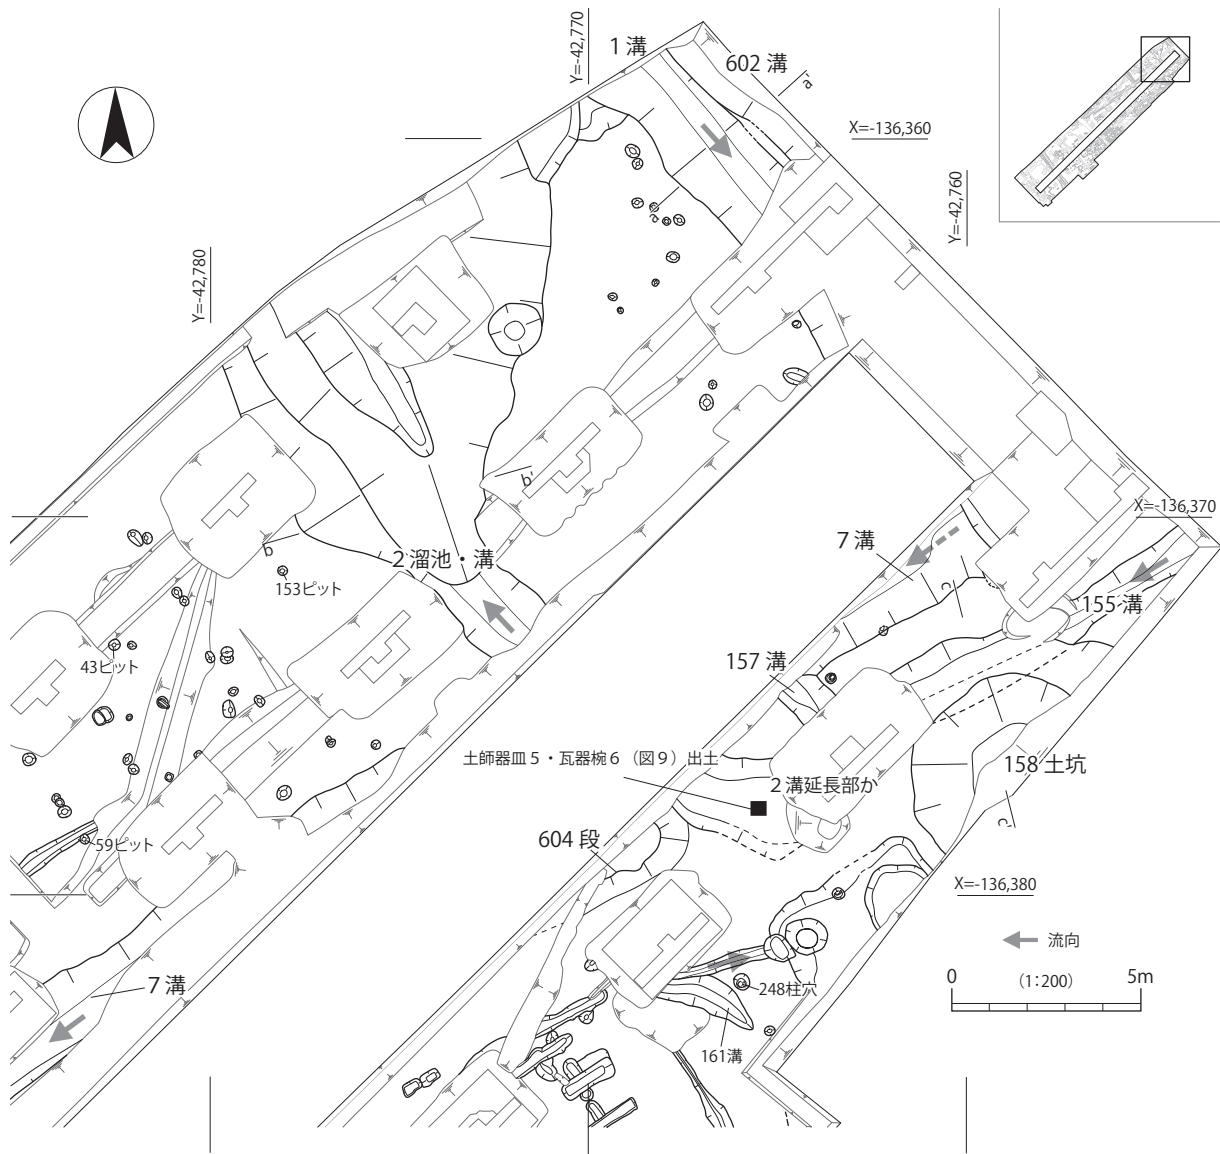 1溝
602溝
Y=-42,770
a'
X=-136,360
Y=-42,760
a
Y=-42,780
b'
X=-136,370
7溝
b
2溜池・溝
153ピット
c'
155溝
43ピット
157溝
土師器皿5・瓦器椀6(図9)出土
2溝延長部か
158土坑
59ピット
604段
c
X=-136,380
流向
7溝
248柱穴
0 (1:200) 5m
161溝